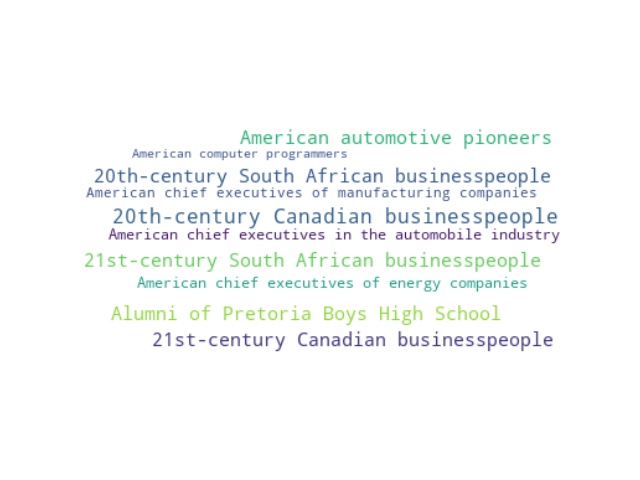 American automotive pioneers
American computer programmers
20th-century South African businesspeople
American chief executives of manufacturing companies
20th-century Canadian businesspeople
American chief executives in the automobile industry
21st-century South African businesspeople
American chief executives of energy companies
Alumni of Pretoria Boys High School
21st-century Canadian businesspeople